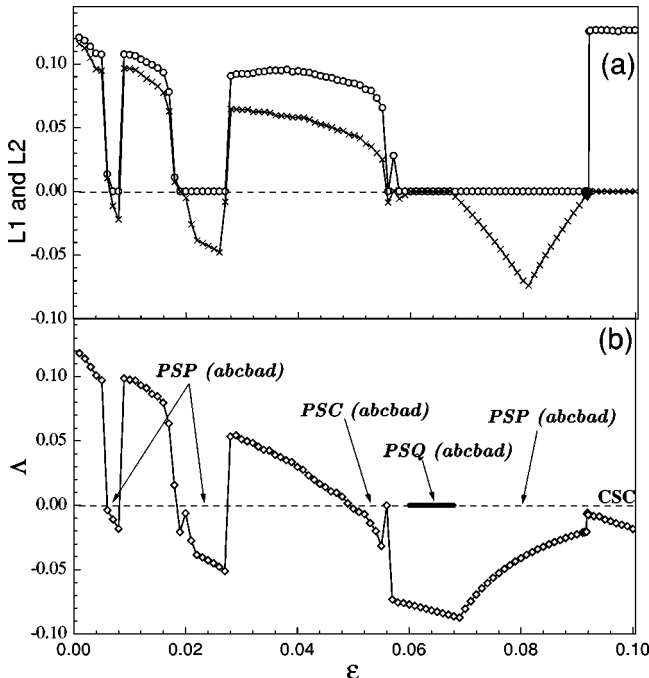 (a)
0.10
0.05
0.00
-0.05
-0.10
L1 and L2
(b)
PSP (abcbad)
PSC (abcbad)
PSP (abcbad)
PSQ (abcbad)
CSC
0.10
0.05
0.00
-0.05
-0.10
Λ
0.00 0.02 0.04 0.06 0.08 0.10
ε